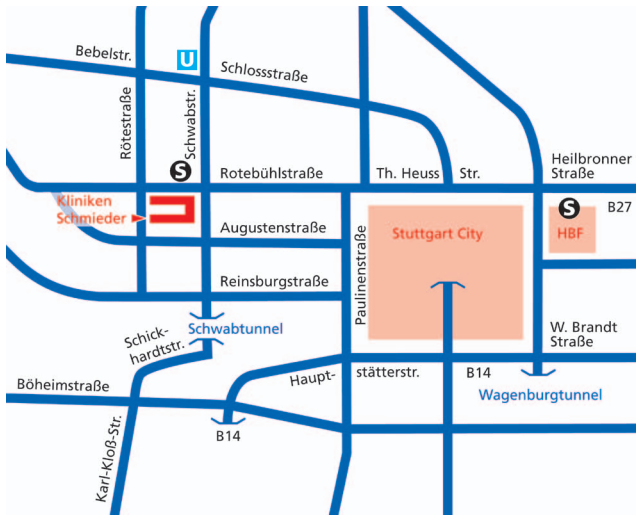 Bebelstr.
U
Schlossstraße
Rötestraße
Schwabstr.
S
Rotebühlstraße
Th. Heuss
Str.
Heilbronner
Straße
Kliniken
Schmieder
S
B27
Augustenstraße
Stuttgart City
HBF
Paulinenstraße
Reinsburgstraße
Schick-
hardtstr.
Schwabtunnel
W. Brandt
Straße
Böheimstraße
Haupt-
stätterstr.
B14
Wagenburgtunnel
Karl-Kloß-Str.
B14